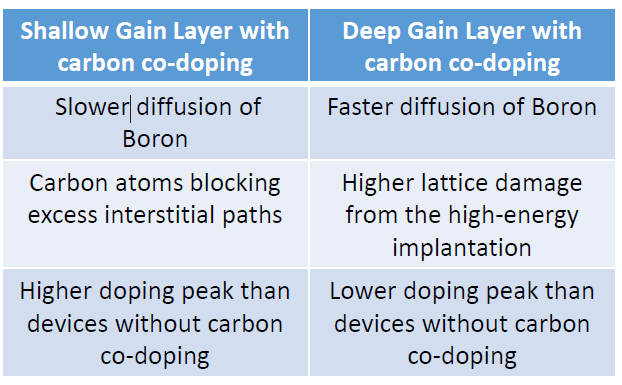 Shallow Gain Layer with
carbon co-doping
Deep Gain Layer with
carbon co-doping
Slower diffusion of
Boron
Faster diffusion of Boron
Carbon atoms blocking
excess interstitial paths
Higher lattice damage
from the high-energy
implantation
Higher doping peak than
devices without carbon
co-doping
Lower doping peak than
devices without carbon
co-doping